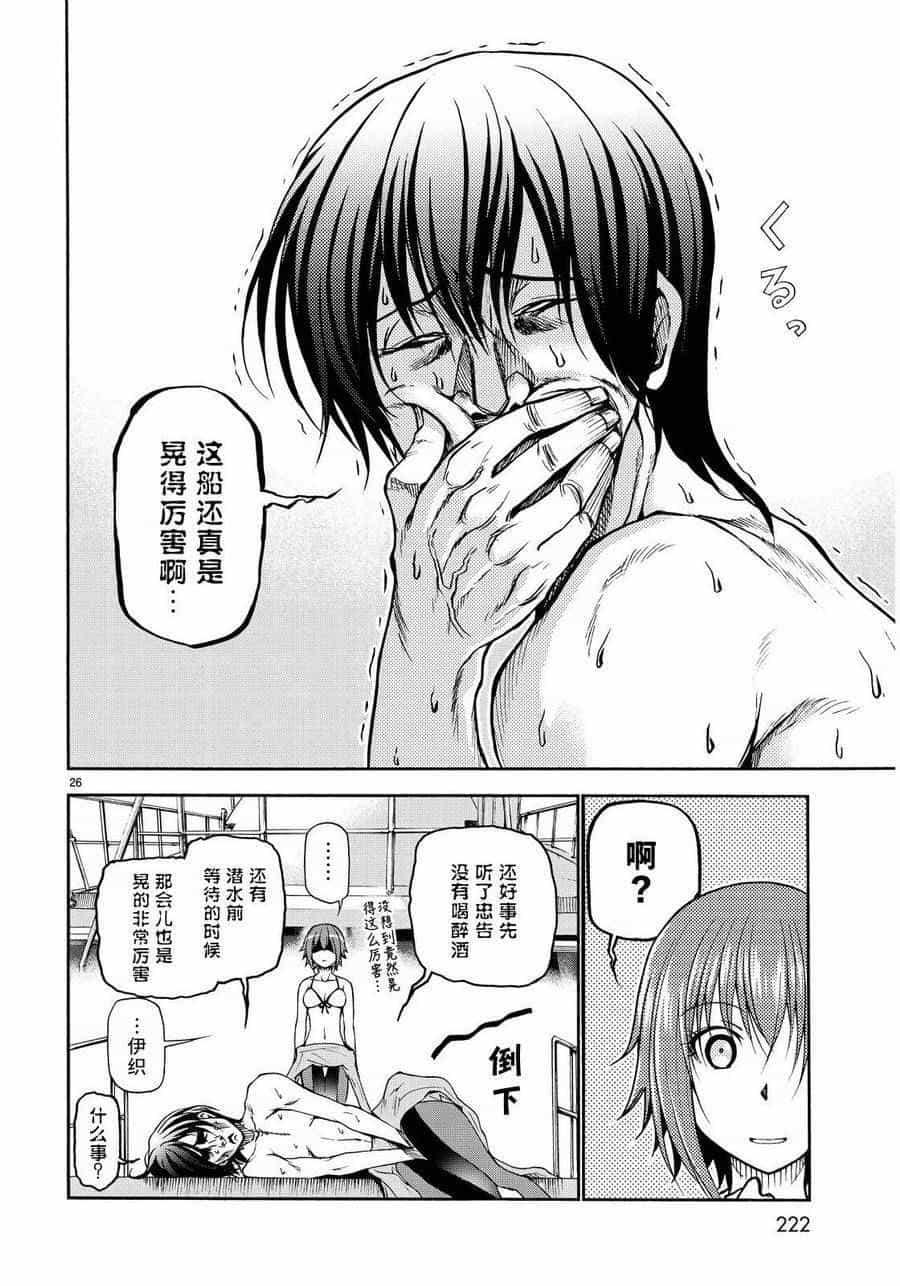 くるっ
这船还真是
晃得厉害啊…
26
啊？
还好事先
听了忠告
没有喝醉酒
没想到竟然晃
得这么厉害…
倒下
……
还有
潜水前
等待的时候
那会儿也是
晃的非常厉害
…伊织
什么事？
222